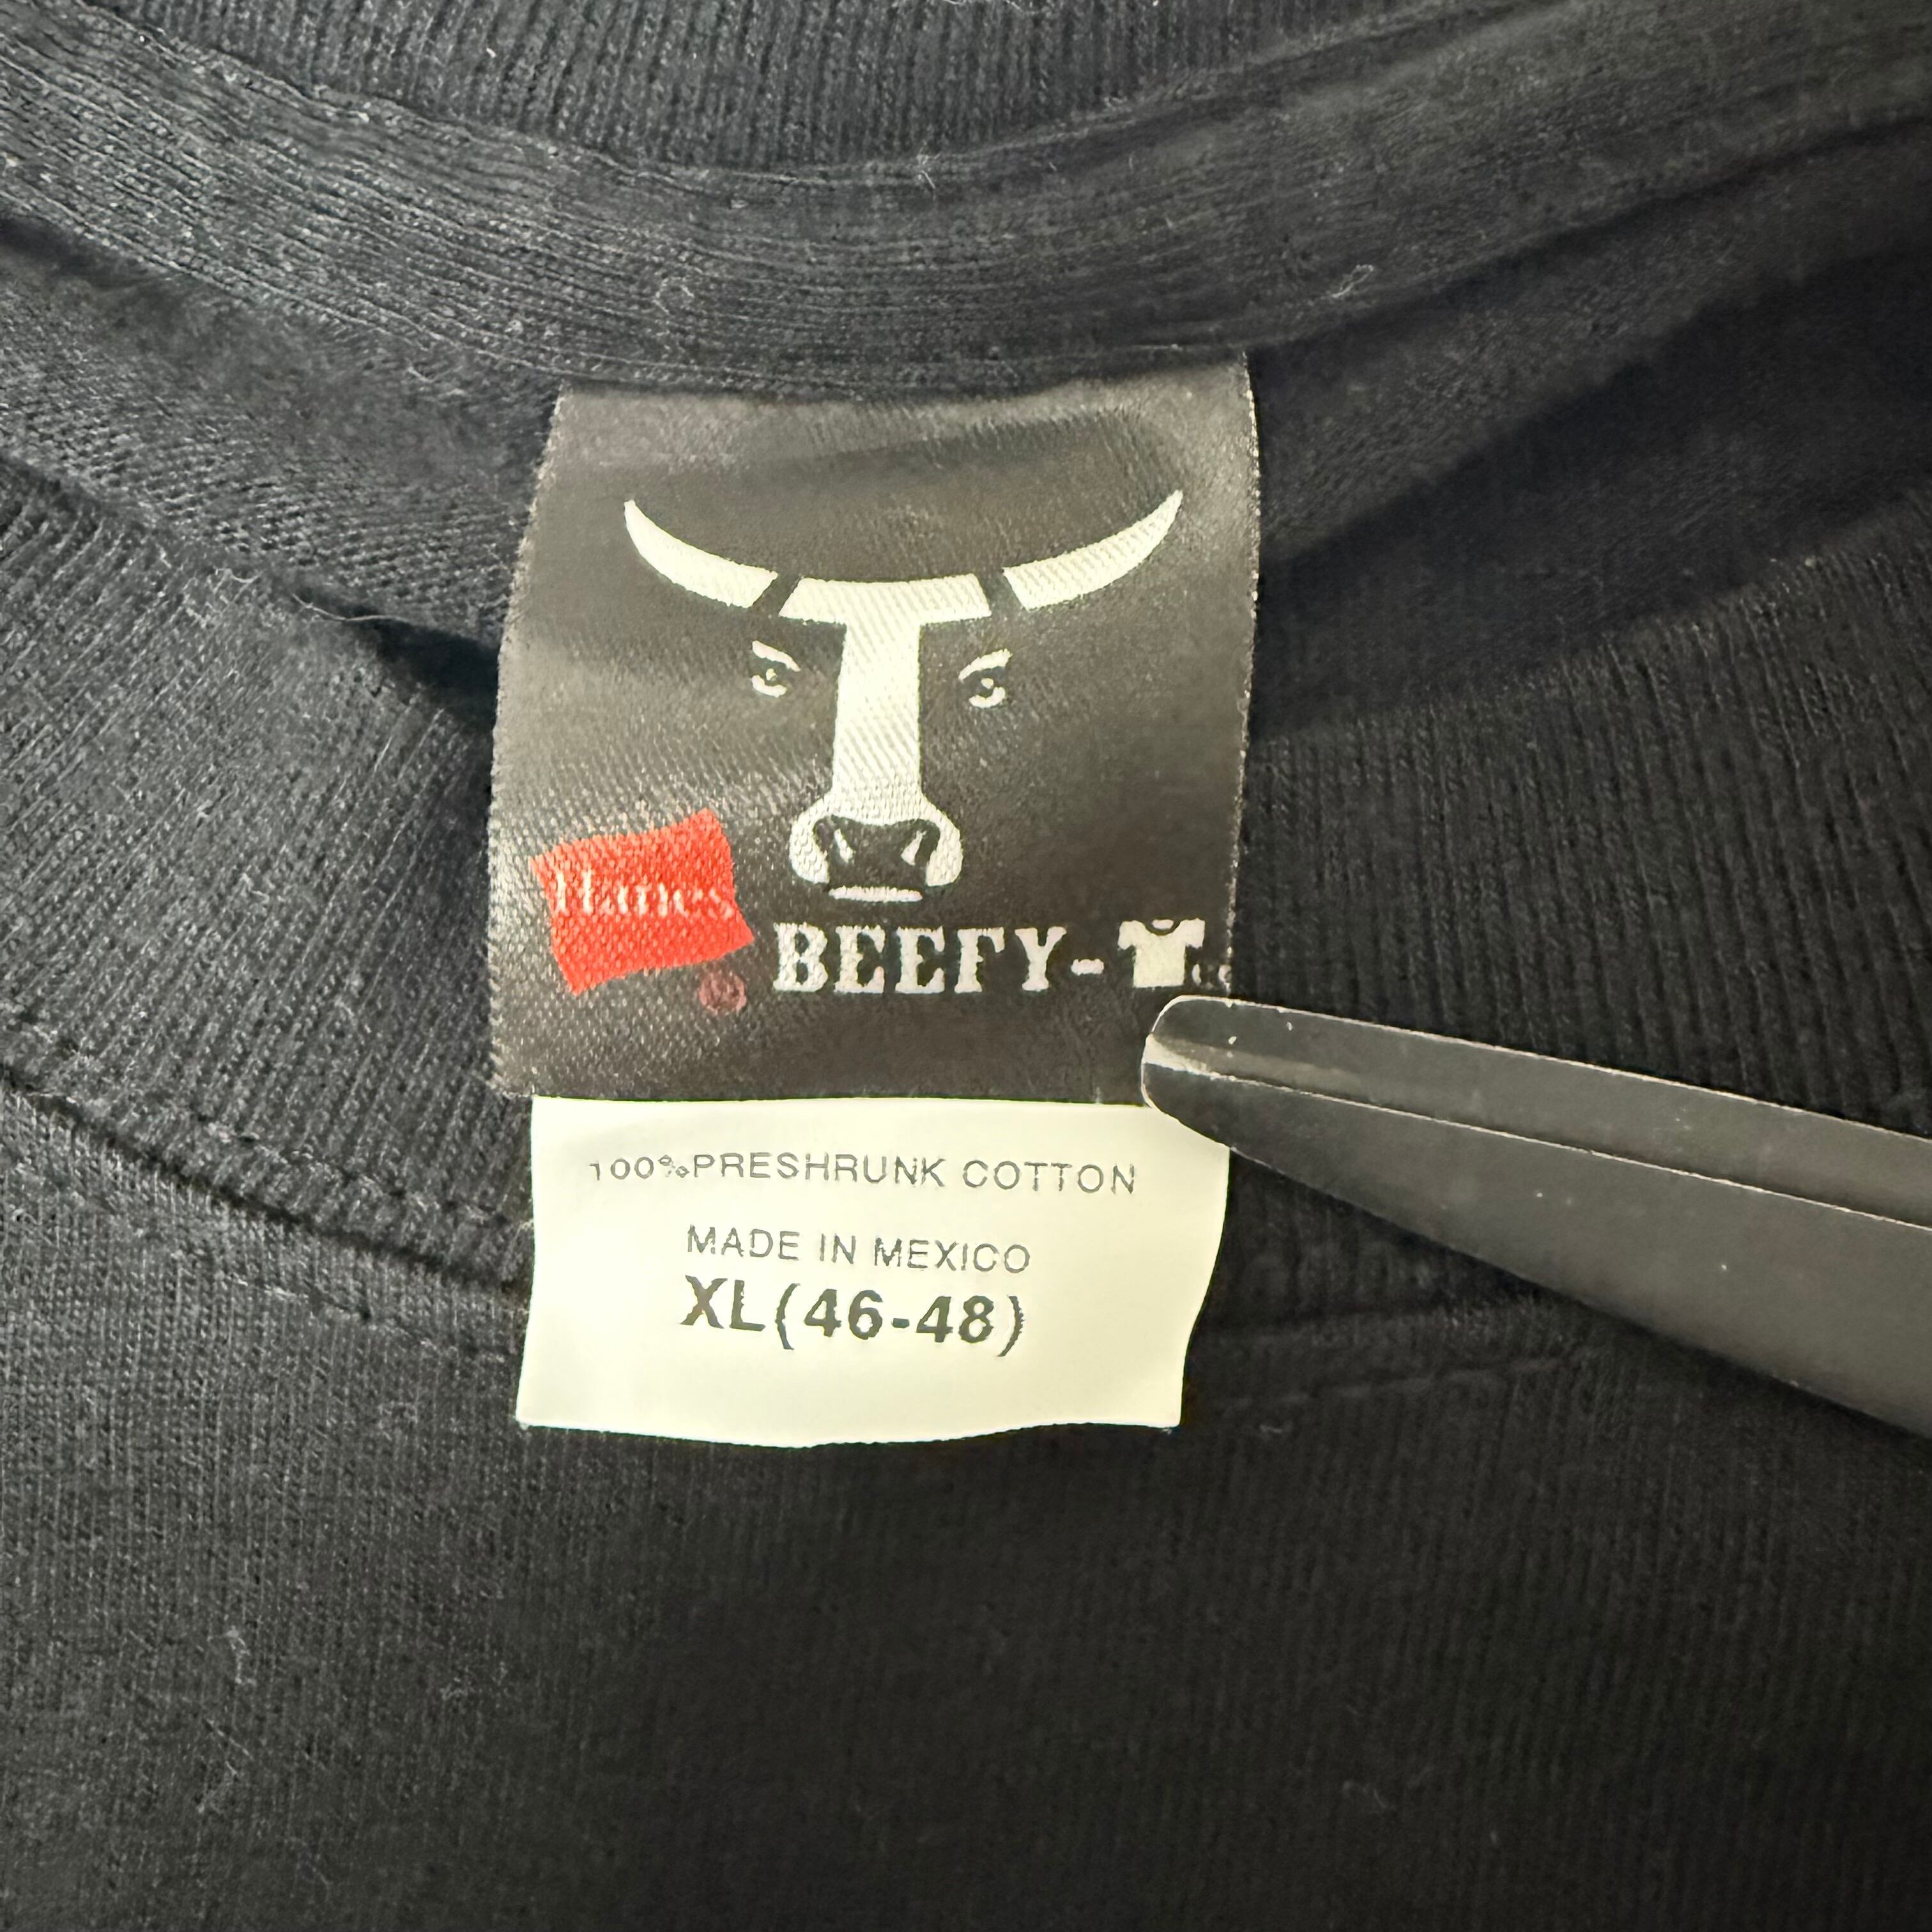 Hanes
®
BEEFY-
100%PRESHRUNK COTTON
MADE IN MEXICO
XL(46-48)